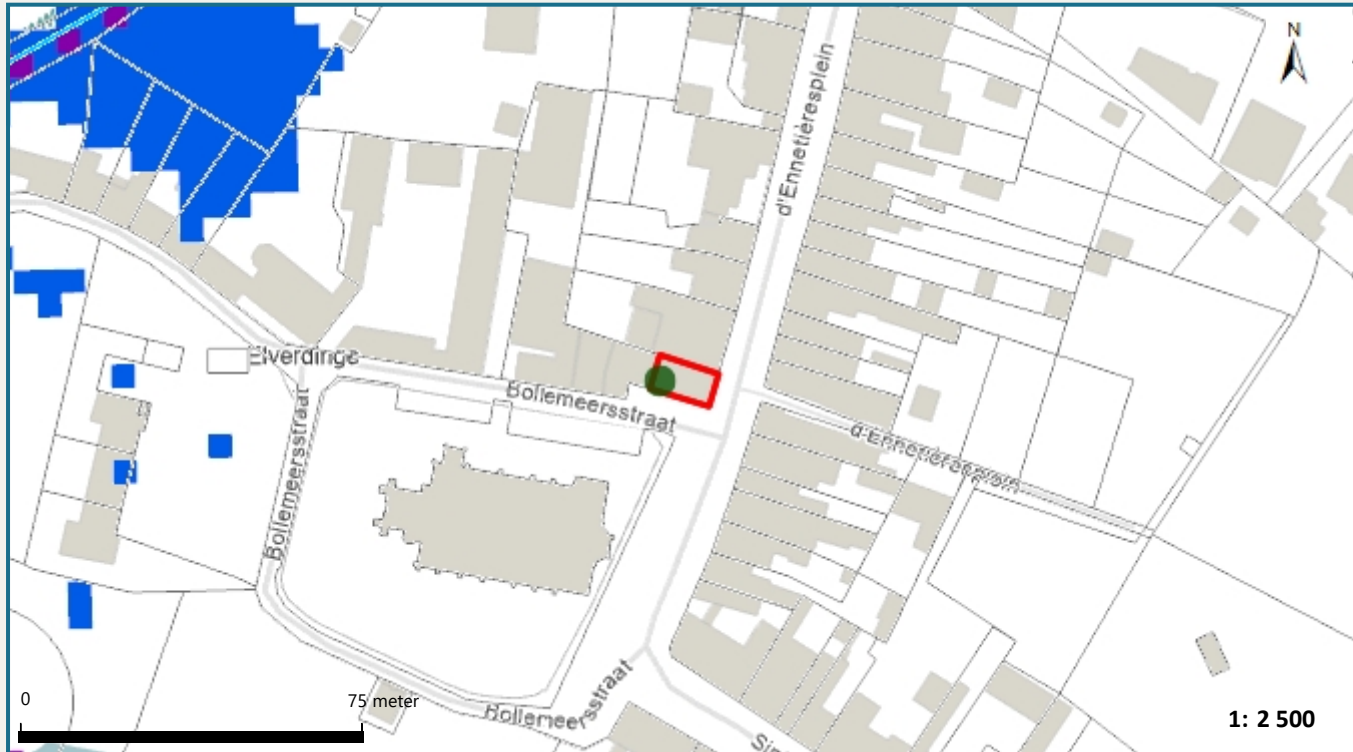 N
d'Ennetièresplein
Elverdinge
Bollemeersstraat
d'Ennetièresplein
Bollemeersstraat
Bollemeersstraat
0
75 meter
1: 2 500